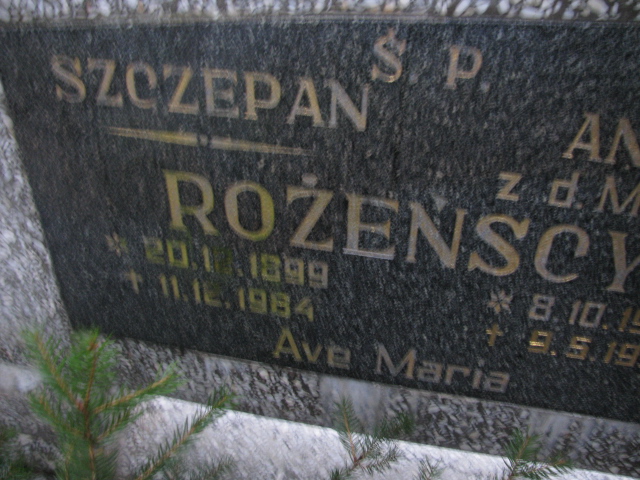 Ś P
SZCZEPAN
AN
z d M
ROŻEŃSCY
* 20.12.1899
✝ 11.12.1984
* 8.10.19
✝ 9.5.19
Ave Maria